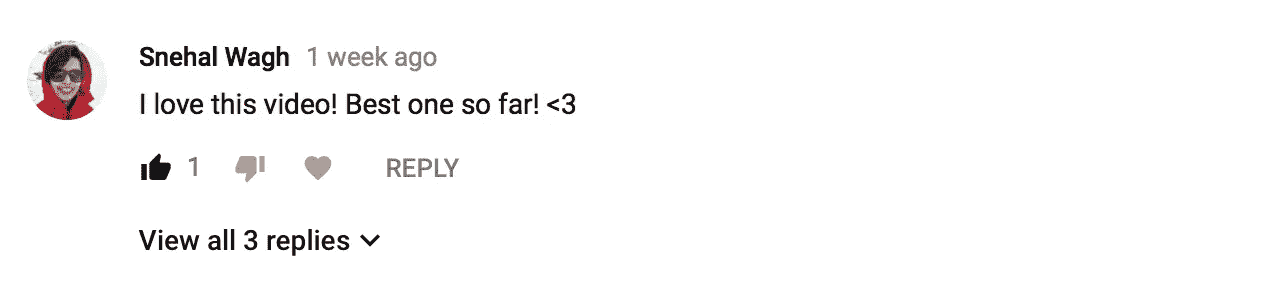 Snehal Wagh 1 week ago
I love this video! Best one so far! <3
1 REPLY
View all 3 replies